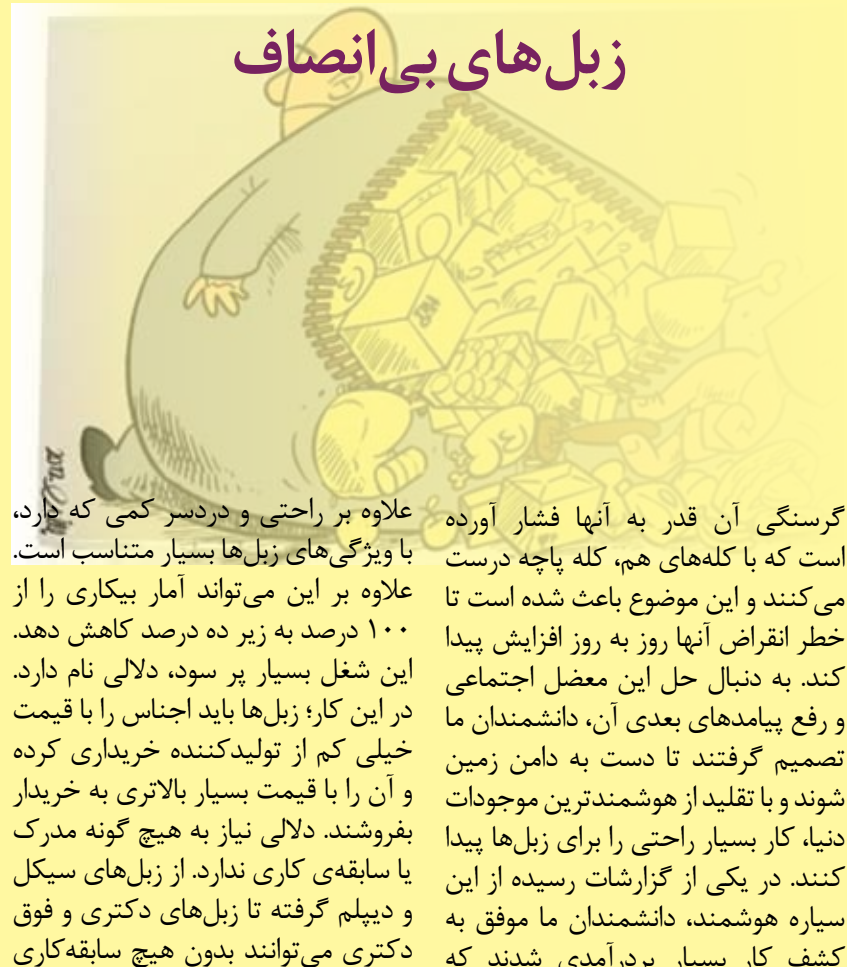 زبل‌های بی‌انصاف
گرسنگی آن قدر به آنها فشار آورده
است که با کله‌های هم، کله پاچه درست
می‌کنند و این موضوع باعث شده است تا
خطر انقراض آنها روز به روز افزایش پیدا
کند. به دنبال حل این معضل اجتماعی
و رفع پیامدهای بعدی آن، دانشمندان ما
تصمیم گرفتند تا دست به دامن زمین
شوند و با تقلید از هوشمندترین موجودات
دنیا، کار بسیار راحتی را برای زبل‌ها پیدا
کنند. در یکی از گزارشات رسیده از این
سیاره هوشمند، دانشمندان ما موفق به
کشف کار بسیار پردرآمدی شدند که
علاوه بر راحتی و دردسر کمی که دارد،
با ویژگی‌های زبل‌ها بسیار متناسب است.
علاوه بر این می‌تواند آمار بیکاری را از
۱۰۰ درصد به زیر ده درصد کاهش دهد.
این شغل بسیار پر سود، دلالی نام دارد.
در این کار؛ زبل‌ها باید اجناس را با قیمت
خیلی کم از تولیدکننده خریداری کرده
و آن را با قیمت بسیار بالاتری به خریدار
بفروشند. دلالی نیاز به هیچ گونه مدرک
یا سابقه‌ی کاری ندارد. از زبل‌های سیکل
و دیپلم گرفته تا زبل‌های دکتری و فوق
دکتری می‌توانند بدون هیچ سابقه‌کاری